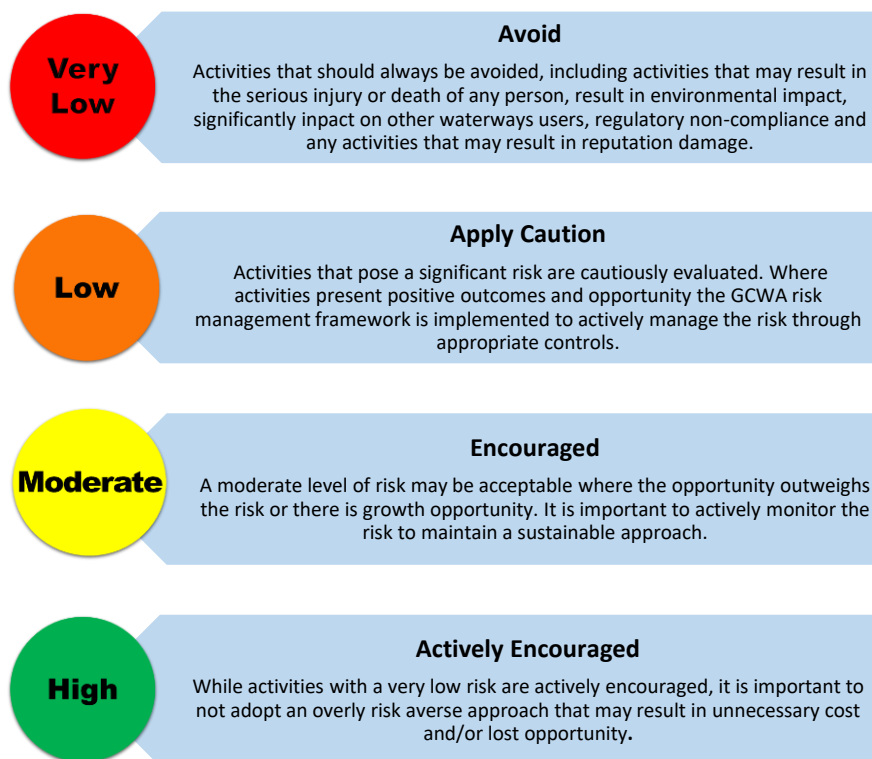 Very
Low
Avoid
Activities that should always be avoided, including activities that may result in
the serious injury or death of any person, result in environmental impact,
significantly inpact on other waterways users, regulatory non-compliance and
any activities that may result in reputation damage.
Low
Apply Caution
Activities that pose a significant risk are cautiously evaluated. Where
activities present positive outcomes and opportunity the GCWA risk
management framework is implemented to actively manage the risk through
appropriate controls.
Moderate
Encouraged
A moderate level of risk may be acceptable where the opportunity outweighs
the risk or there is growth opportunity. It is important to actively monitor the
risk to maintain a sustainable approach.
High
Actively Encouraged
While activities with a very low risk are actively encouraged, it is important to
not adopt an overly risk averse approach that may result in unnecessary cost
and/or lost opportunity.